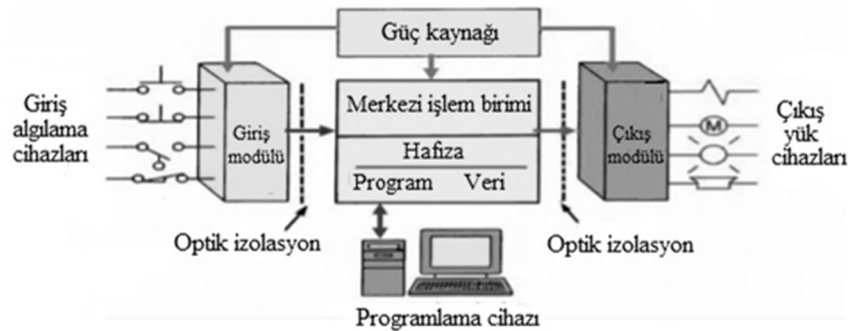 Güç kaynağı
Giriş
algılama
cihazları
Giriş
modülü
Merkezi işlem birimi
Hafıza
Program Veri
Çıkış
modülü
Çıkış
yük
cihazları
M
Optik izolasyon
Optik izolasyon
Programlama cihazı